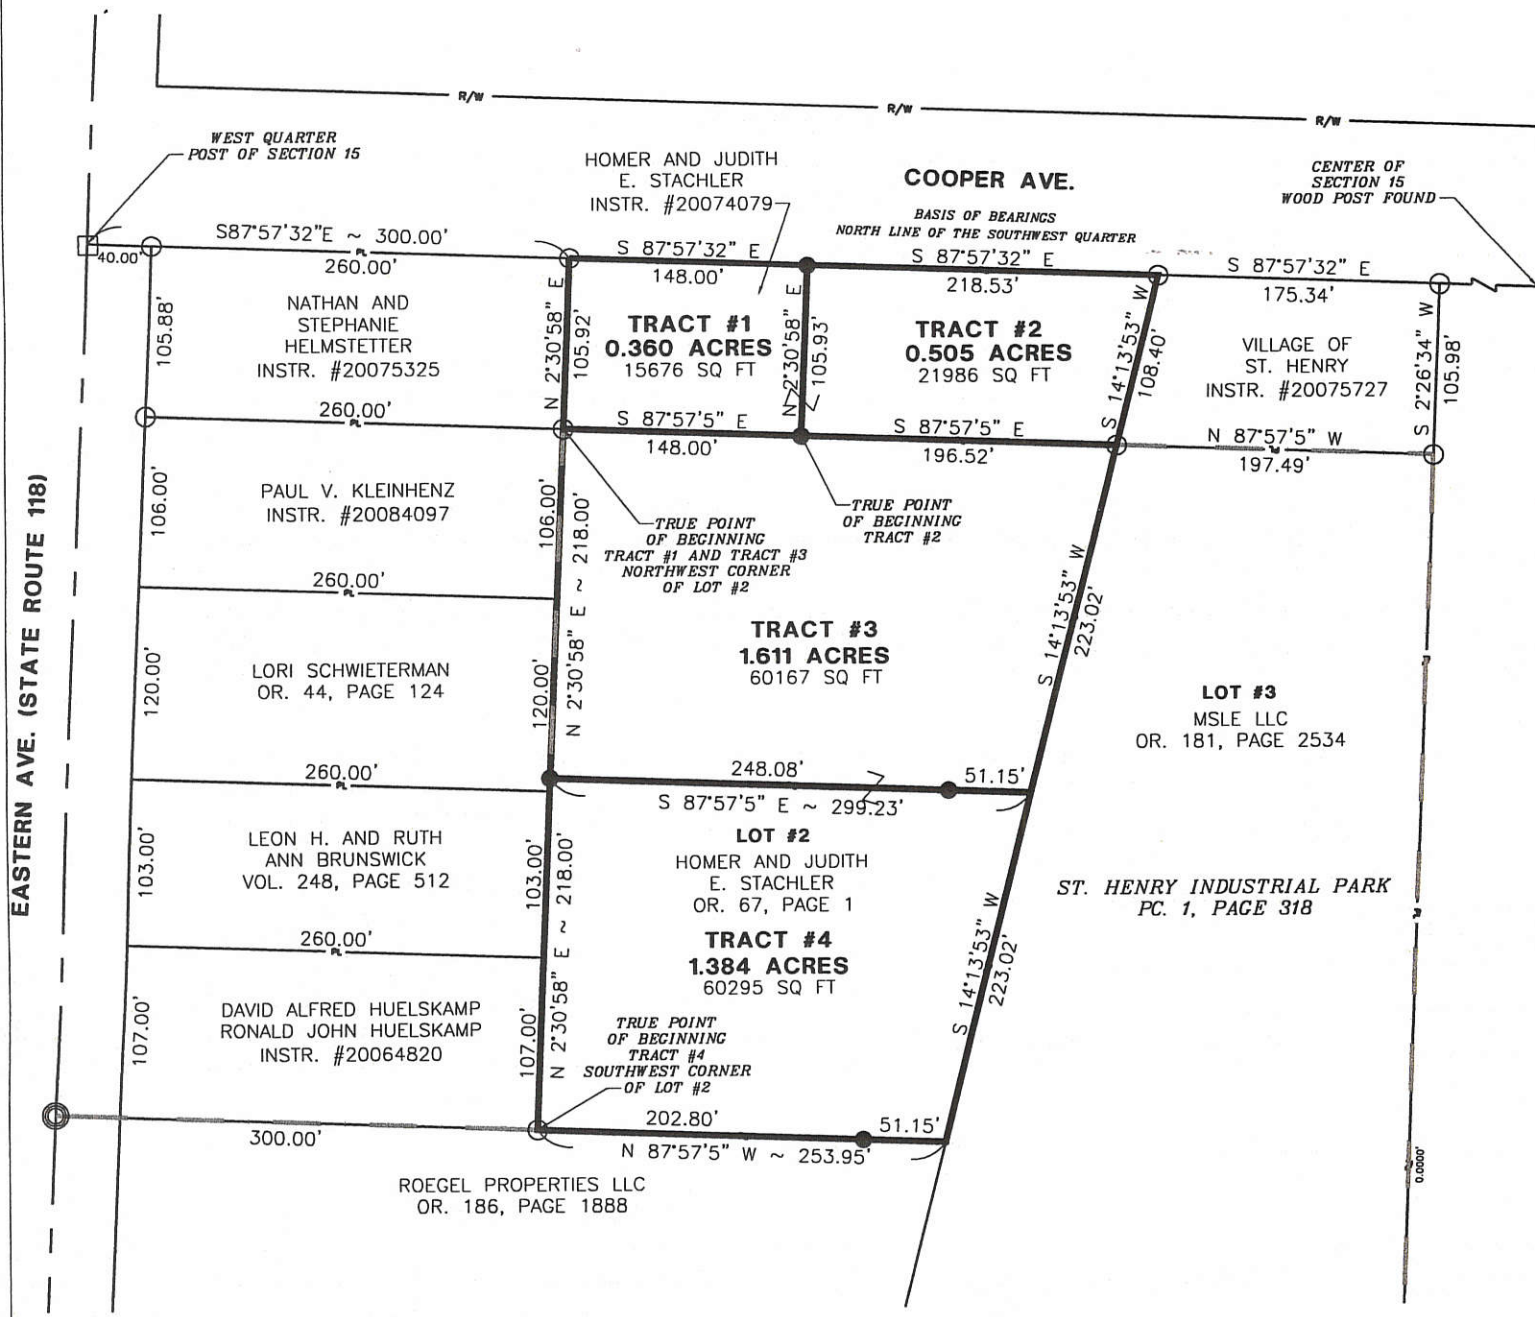 R/W
R/W
R/W
WEST QUARTER
POST OF SECTION 15
HOMER AND JUDITH
E. STACHLER
INSTR. #20074079
COOPER AVE.
BASIS OF BEARINGS
NORTH LINE OF THE SOUTHWEST QUARTER
CENTER OF
SECTION 15
WOOD POST FOUND
S87°57'32"E ~ 300.00'
40.00'
PL
260.00'
S 87°57'32" E
148.00'
S 87°57'32" E
218.53'
S 87°57'32" E
175.34'
105.88'
NATHAN AND
STEPHANIE
HELMSTETTER
INSTR. #20075325
N 2°30'58" E
105.92'
TRACT #1
0.360 ACRES
15676 SQ FT
N 2°30'58" E
105.93'
TRACT #2
0.505 ACRES
21986 SQ FT
S 14°13'53" W
108.40'
VILLAGE OF
ST. HENRY
INSTR. #20075727
S 2°26'34" W
105.98'
260.00'
PL
S 87°57'5" E
148.00'
S 87°57'5" E
196.52'
N 87°57'5" W
197.49'
EASTERN AVE. (STATE ROUTE 118)
106.00'
PAUL V. KLEINHENZ
INSTR. #20084097
106.00'
N 2°30'58" E ~ 218.00'
TRUE POINT
OF BEGINNING
TRACT #1 AND TRACT #3
NORTHWEST CORNER
OF LOT #2
TRUE POINT
OF BEGINNING
TRACT #2
260.00'
PL
120.00'
LORI SCHWIETERMAN
OR. 44, PAGE 124
120.00'
TRACT #3
1.611 ACRES
60167 SQ FT
S 14°13'53" W
223.02'
LOT #3
MSLE LLC
OR. 181, PAGE 2534
260.00'
PL
248.08'
51.15'
S 87°57'5" E ~ 299.23'
103.00'
LEON H. AND RUTH
ANN BRUNSWICK
VOL. 248, PAGE 512
103.00'
N 2°30'58" E ~ 218.00'
LOT #2
HOMER AND JUDITH
E. STACHLER
OR. 67, PAGE 1
TRACT #4
1.384 ACRES
60295 SQ FT
S 14°13'53" W
223.02'
ST. HENRY INDUSTRIAL PARK
PC. 1, PAGE 318
260.00'
PL
107.00'
DAVID ALFRED HUELSKAMP
RONALD JOHN HUELSKAMP
INSTR. #20064820
107.00'
TRUE POINT
OF BEGINNING
TRACT #4
SOUTHWEST CORNER
OF LOT #2
300.00'
202.80'
51.15'
N 87°57'5" W ~ 253.95'
0.0000'
ROEGEL PROPERTIES LLC
OR. 186, PAGE 1888